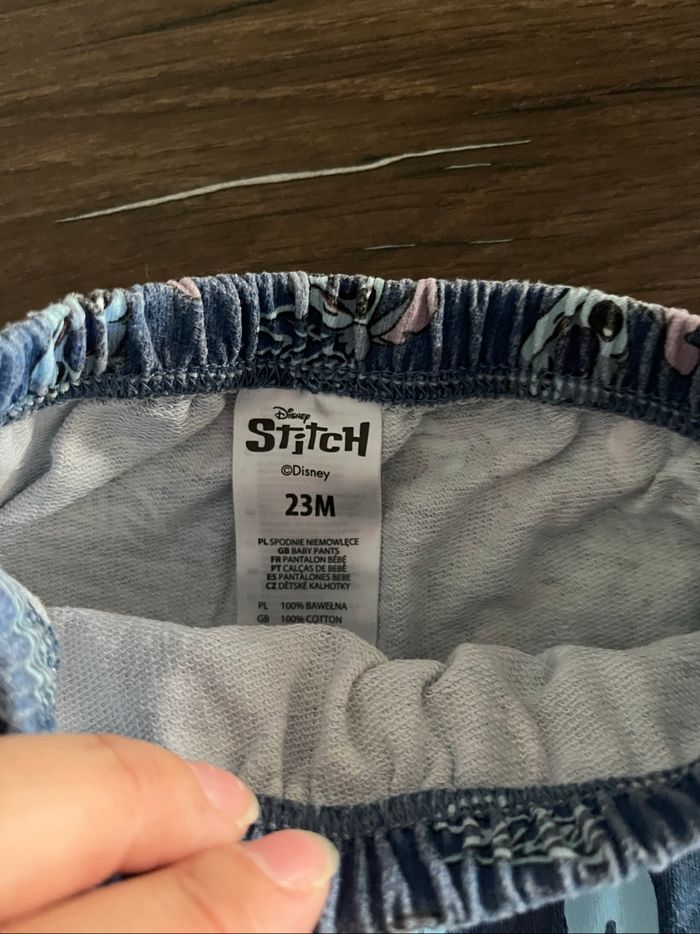 Disney
Stitch
©Disney
23M
PL SPODNIE NIEMOWLĘCE
GB BABY PANTS
FR PANTALON BÉBÉ
PT CALÇAS DE BEBÉ
ES PANTALONES BEBE
CZ DĚTSKÉ KALHOTKY
PL 100% BAWEŁNA
GB 100% COTTON